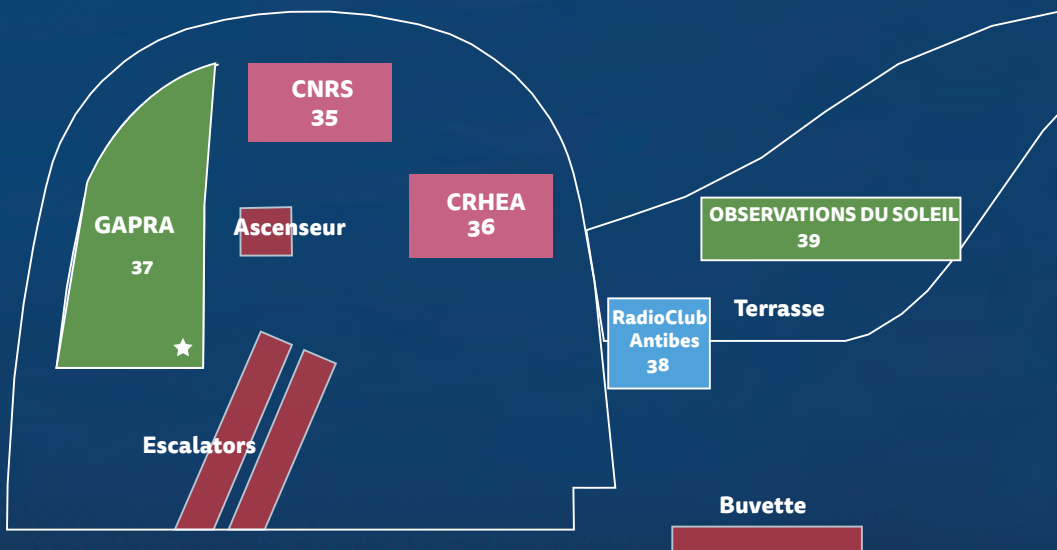 CNRS
35
CRHEA
36
GAPRA
37
Ascenseur
OBSERVATIONS DU SOLEIL
39
RadioClub
Antibes
38
Terrasse
Escalators
Buvette